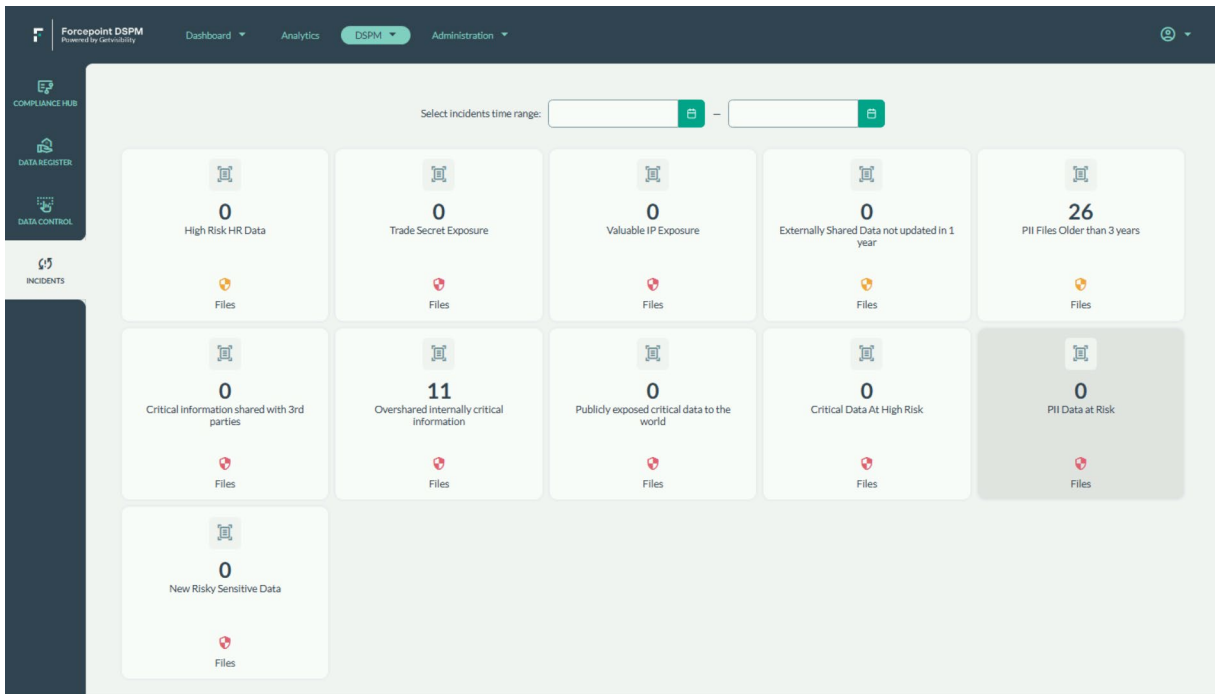 Forcepoint DSPM
Powered by Getvisibility
Dashboard
Analytics
DSPM
Administration
COMPLIANCE HUB
DATA REGISTER
DATA CONTROL
INCIDENTS
Select incidents time range:
–
0
High Risk HR Data
Files
0
Trade Secret Exposure
Files
0
Valuable IP Exposure
Files
0
Externally Shared Data not updated in 1
year
Files
26
PII Files Older than 3 years
Files
0
Critical information shared with 3rd
parties
Files
11
Overshared internally critical
information
Files
0
Publicly exposed critical data to the
world
Files
0
Critical Data At High Risk
Files
0
PII Data at Risk
Files
0
New Risky Sensitive Data
Files